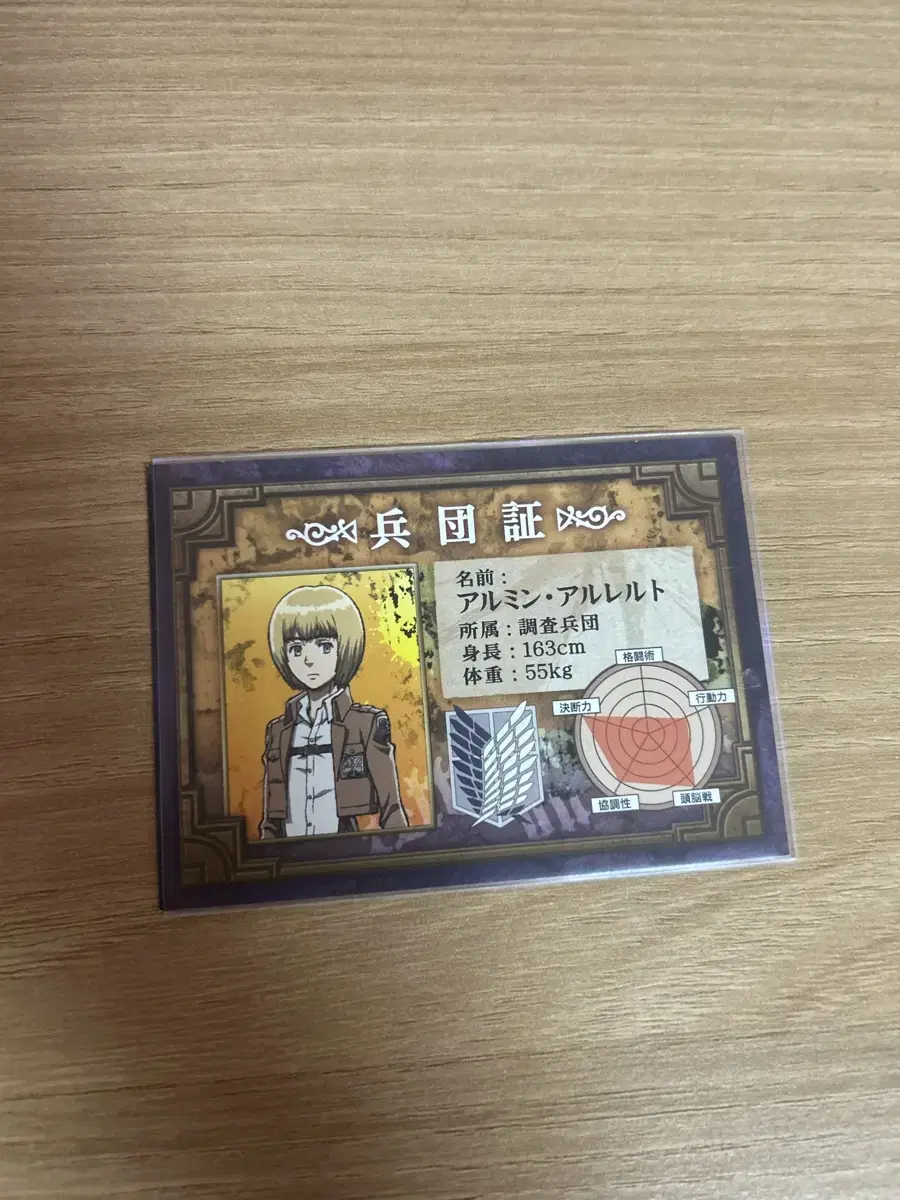 兵団証
名前：
アルミン・アルレルト
所属：調査兵団
身長：163cm
体重：55kg
格闘術
決断力
行動力
協調性
頭脳戦